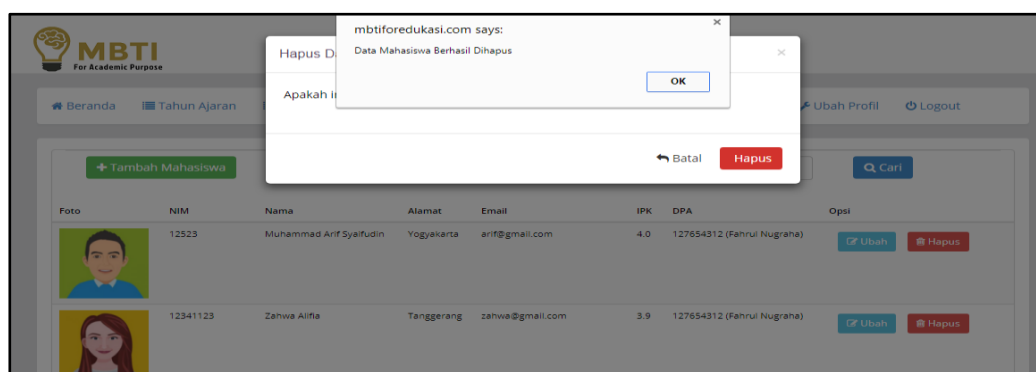 mbtiforedukasi.com says:
Data Mahasiswa Berhasil Dihapus
OK
MBTI
For Academic Purpose
Hapus D
Apakah i
Beranda Tahun Ajaran Ubah Profil Logout
Batal Hapus
Tambah Mahasiswa Cari
Foto NIM Nama Alamat Email IPK DPA Opsi
12523 Muhammad Arif Syaifudin Yogyakarta arif@gmail.com 4.0 127654312 (Fahrul Nugraha) Ubah Hapus
12341123 Zahwa Alifia Tanggerang zahwa@gmail.com 3.9 127654312 (Fahrul Nugraha) Ubah Hapus